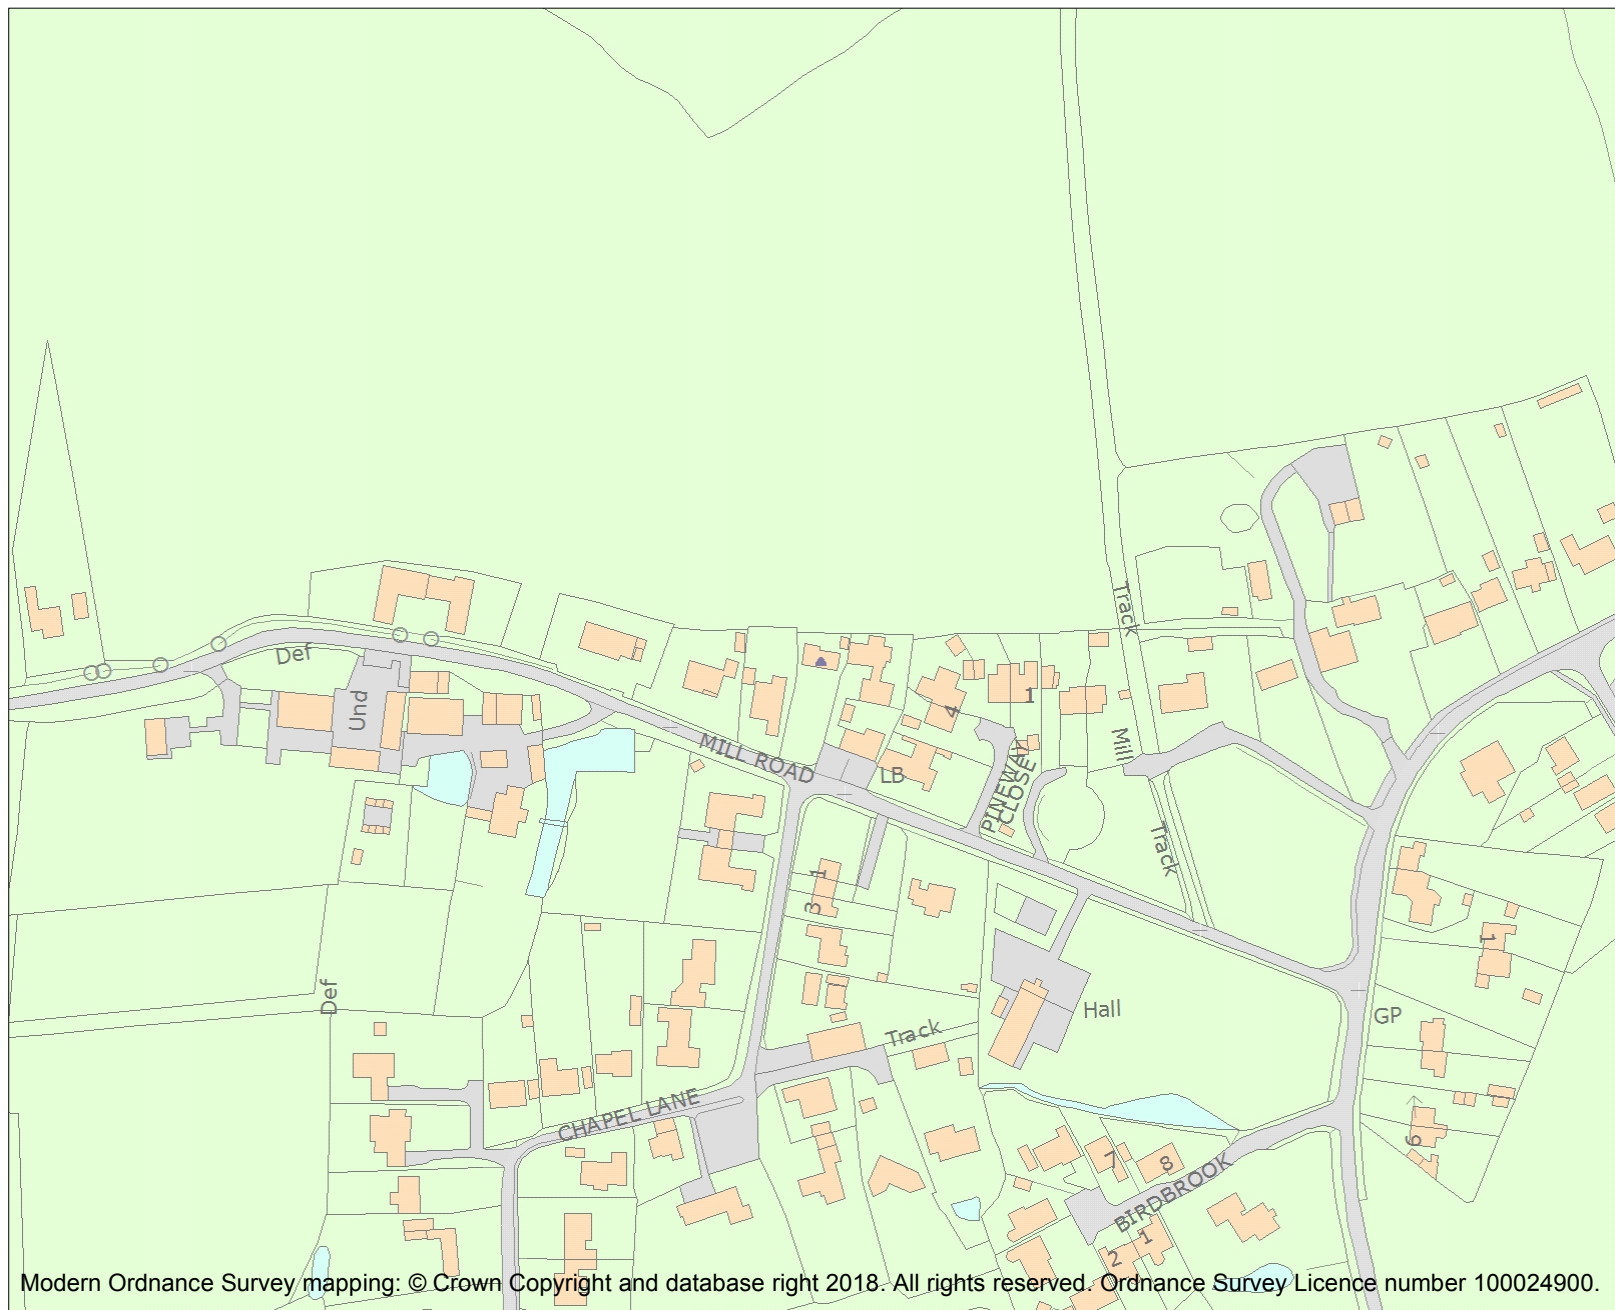 Track
Def
Und
1
4
Mill
MILL ROAD
LB
PINEWAY
CLOSE
Track
1
3
1
Def
Hall
GP
Track
CHAPEL LANE
7
8
6
BIRDBROOK
1
2
Modern Ordnance Survey mapping: © Crown Copyright and database right 2018. All rights reserved. Ordnance Survey Licence number 100024900.